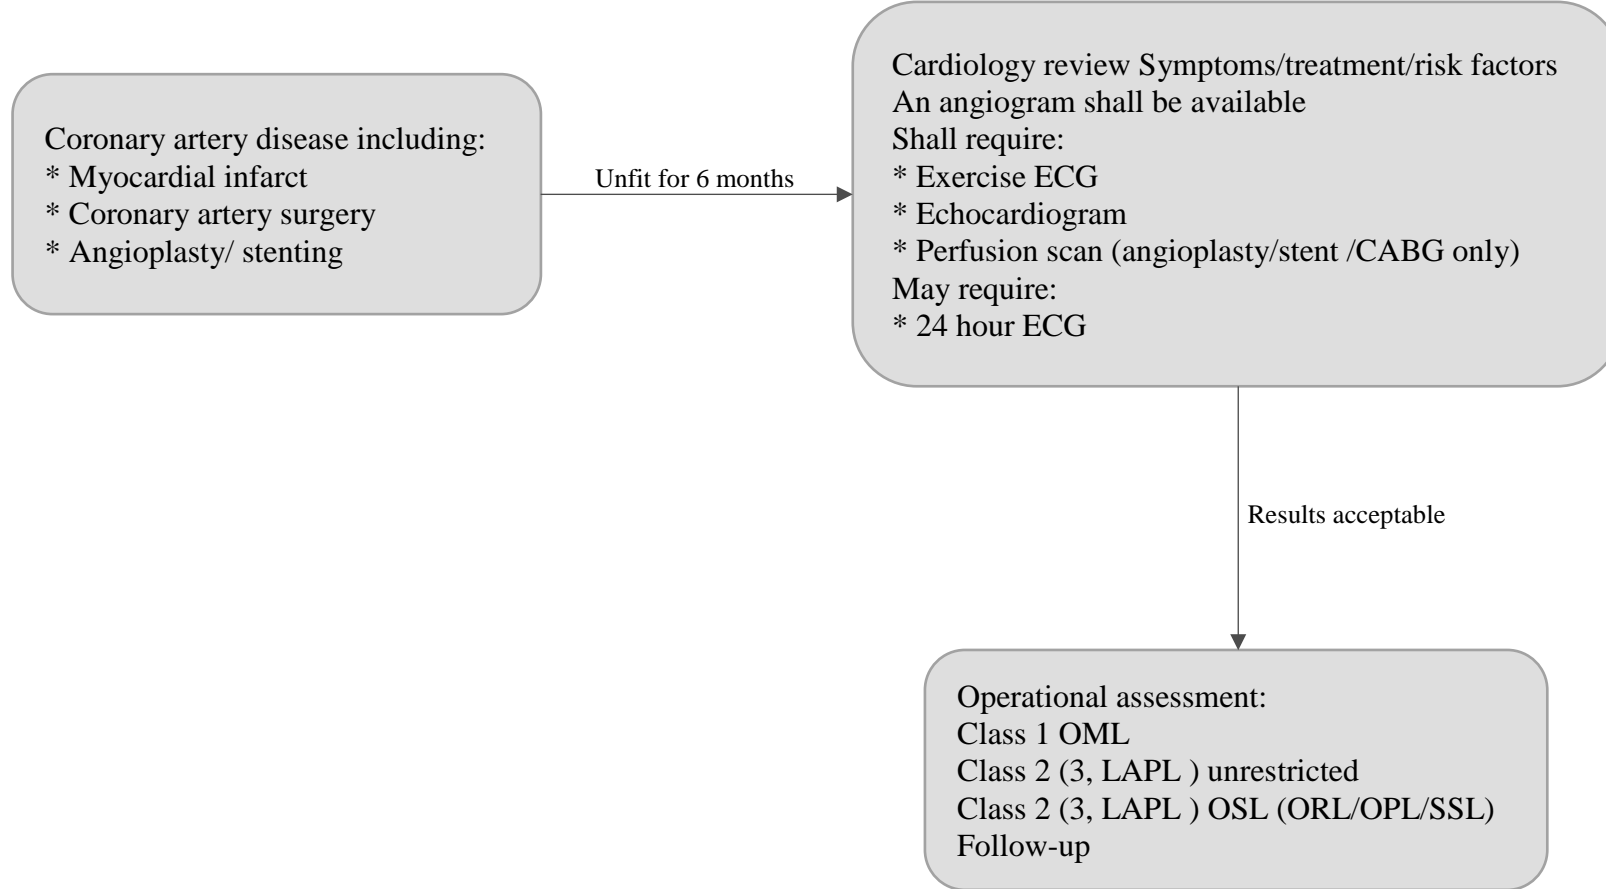 Coronary artery disease including:
* Myocardial infarct
* Coronary artery surgery
* Angioplasty/ stenting
Unfit for 6 months
Cardiology review Symptoms/treatment/risk factors
An angiogram shall be available
Shall require:
* Exercise ECG
* Echocardiogram
* Perfusion scan (angioplasty/stent /CABG only)
May require:
* 24 hour ECG
Results acceptable
Operational assessment:
Class 1 OML
Class 2 (3, LAPL ) unrestricted
Class 2 (3, LAPL ) OSL (ORL/OPL/SSL)
Follow-up